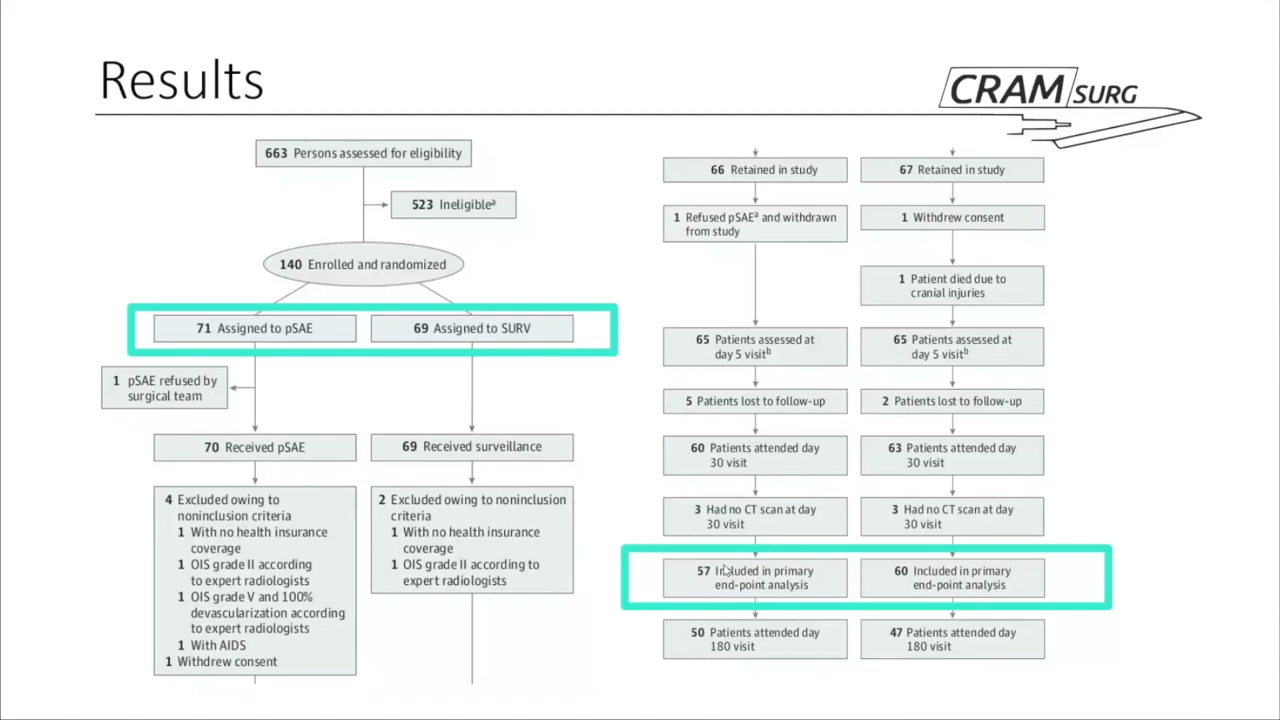 Results
CRAM SURG
663 Persons assessed for eligibility
523 Ineligibleᵃ
140 Enrolled and randomized
71 Assigned to pSAE
69 Assigned to SURV
1 pSAE refused by
surgical team
70 Received pSAE
69 Received surveillance
4 Excluded owing to
noninclusion criteria
1 With no health insurance
coverage
1 OIS grade II according
to expert radiologists
1 OIS grade V and 100%
devascularization according
to expert radiologists
1 With AIDS
1 Withdrew consent
2 Excluded owing to noninclusion
criteria
1 With no health insurance
coverage
1 OIS grade II according to
expert radiologists
66 Retained in study
67 Retained in study
1 Refused pSAEᵃ and withdrawn
from study
1 Withdrew consent
1 Patient died due to
cranial injuries
65 Patients assessed at
day 5 visitᵇ
65 Patients assessed at
day 5 visitᵇ
5 Patients lost to follow-up
2 Patients lost to follow-up
60 Patients attended day
30 visit
63 Patients attended day
30 visit
3 Had no CT scan at day
30 visit
3 Had no CT scan at day
30 visit
57 Included in primary
end-point analysis
60 Included in primary
end-point analysis
50 Patients attended day
180 visit
47 Patients attended day
180 visit